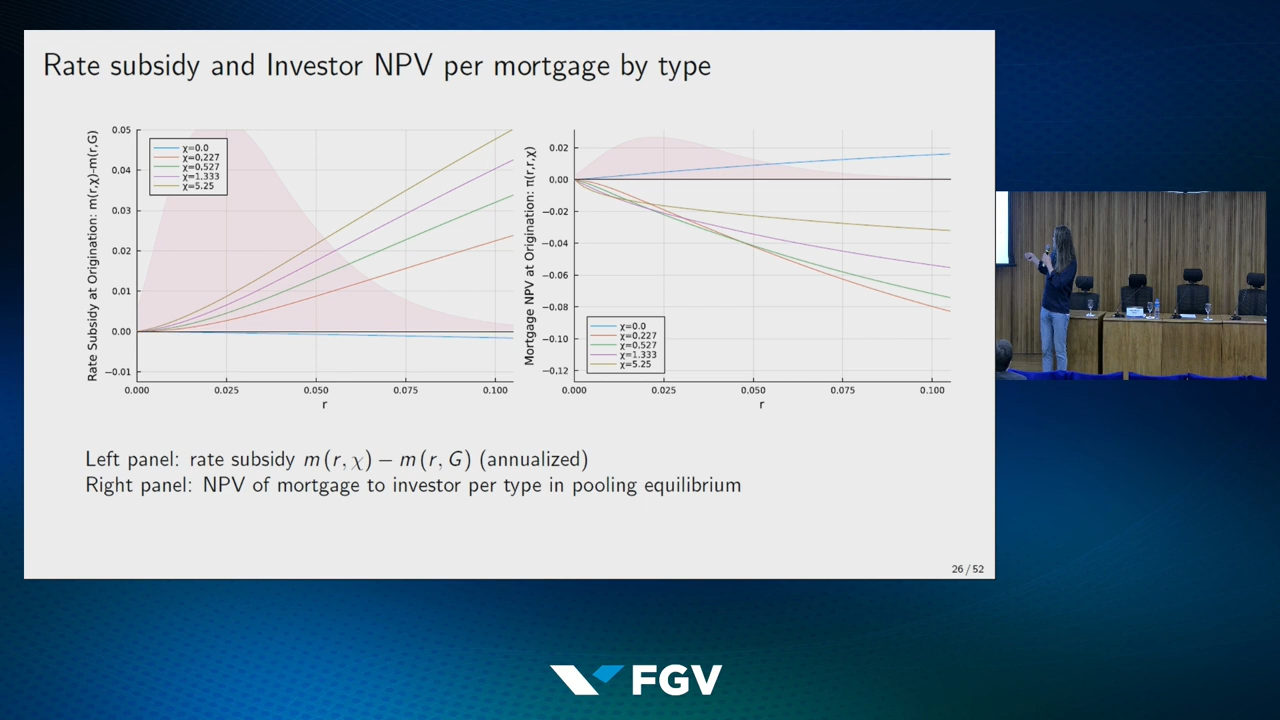 Rate subsidy and Investor NPV per mortgage by type
Rate Subsidy at Origination: m(r,χ)-m(r,G)
0.05
0.04
0.03
0.02
0.01
0.00
−0.01
χ=0.0
χ=0.227
χ=0.527
χ=1.333
χ=5.25
0.000
0.025
0.050
0.075
0.100
r
Mortgage NPV at Origination: π(r,r,χ)
0.02
0.00
−0.02
−0.04
−0.06
−0.08
−0.10
−0.12
χ=0.0
χ=0.227
χ=0.527
χ=1.333
χ=5.25
0.000
0.025
0.050
0.075
0.100
r
Left panel: rate subsidy m(r, χ) − m(r, G) (annualized)
Right panel: NPV of mortgage to investor per type in pooling equilibrium
26 / 52
FGV